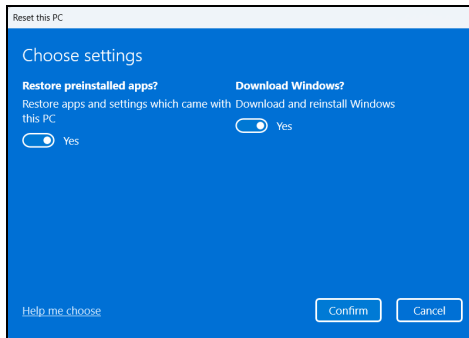 Reset this PC
Choose settings
Restore preinstalled apps?
Restore apps and settings which came with
this PC
Yes
Download Windows?
Download and reinstall Windows
Yes
Help me choose
Confirm
Cancel